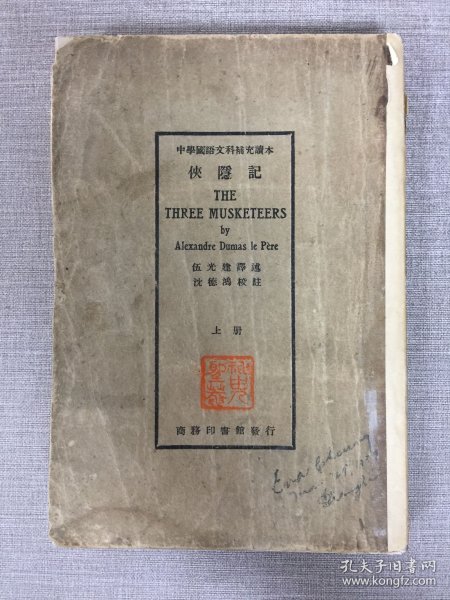 中學國語文科補充讀本
俠隱記
THE
THREE MUSKETEERS
by
Alexandre Dumas le Père
伍光建譯述
沈德鴻校註
上册
商務印書館發行
孔夫子旧书网
www.kongfz.com